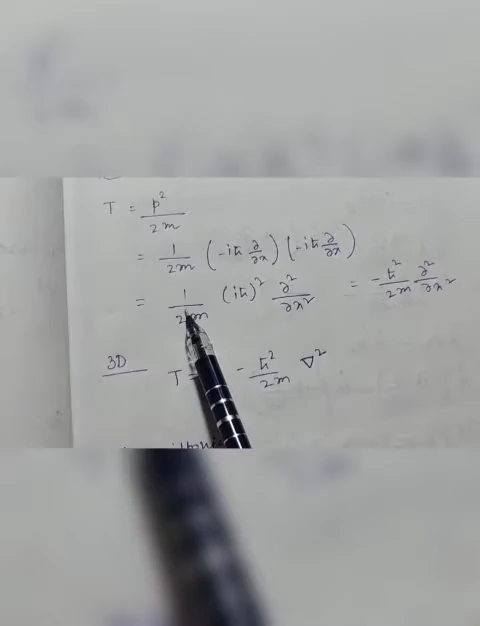 T = p²/2m
= 1/2m (-iħ ∂/∂x) (-iħ ∂/∂x)
= 1/2m (iħ)² ∂²/∂x² = -ħ²/2m ∂²/∂x²
3D T = -ħ²/2m ∇²